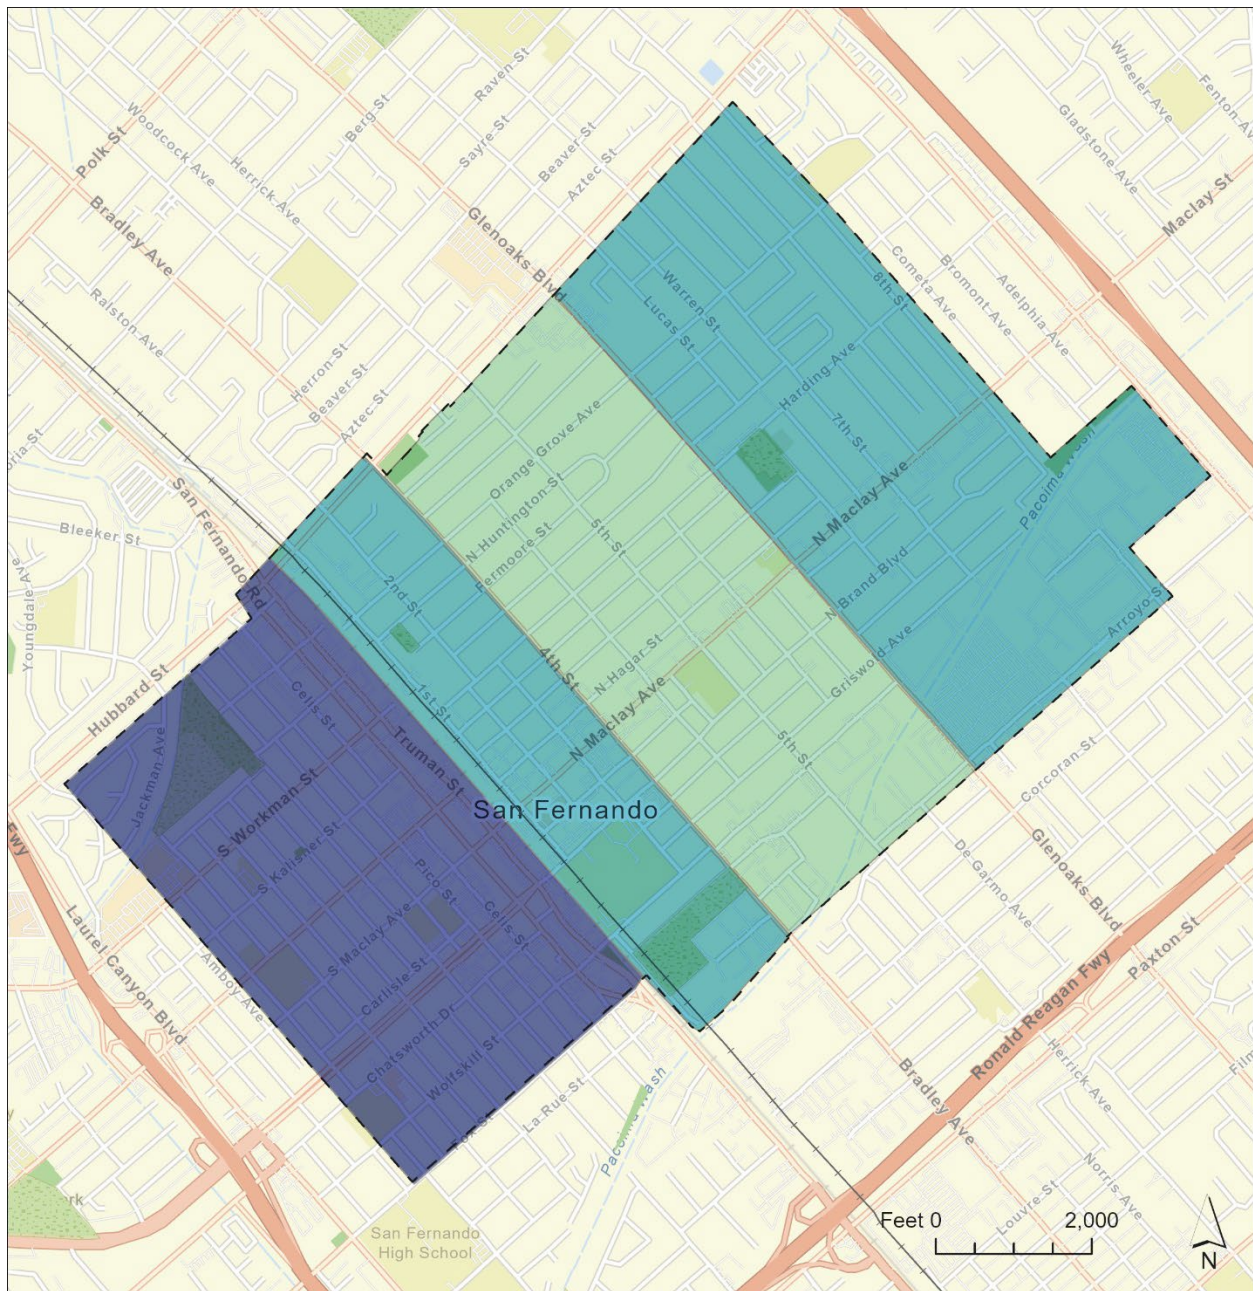 Raven St
Wheeler Ave
Fenton Av
Woodcock Ave
Berg St
Gladstone Ave
Polk St
Sayre St
Beaver St
Herrick Ave
Aztec St
Maclay St
Bradley Ave
Glenoaks Blvd
Cometa Ave
Bromont Ave
8th St
Adelphia Ave
Warren St
Ralston Ave
Lucas St
Herron St
Harding Ave
Beaver St
Aztec St
7th St
Orange Grove Ave
oria St
Pacoima Wash
N Maclay Ave
San Fernando Rd
N Huntington St
Bleeker St
5th St
Fermoore St
2nd St
N Brand Blvd
Youngdale Ave
Arroyo S
N Hagar St
4th St
Griswold Ave
Hubbard St
Celis St
1st St
N Maclay Ave
Truman St
5th St
Jackman Ave
Corcoran St
S Workman St
San Fernando
Fwy
S Kalisher St
De Garmo Ave
Glenoaks Blvd
Pico St
Celis St
S Maclay Ave
Laurel Canyon Blvd
Paxton St
Amboy Ave
Carlisle St
Ronald Reagan Fwy
Chatsworth Dr
Wolfskill St
Herrick Ave
Film
La Rue St
Bradley Ave
Pacoima Wash
Fox St
Norris Ave
Louvre St
rk
Feet 0 2,000
San Fernando
High School
N